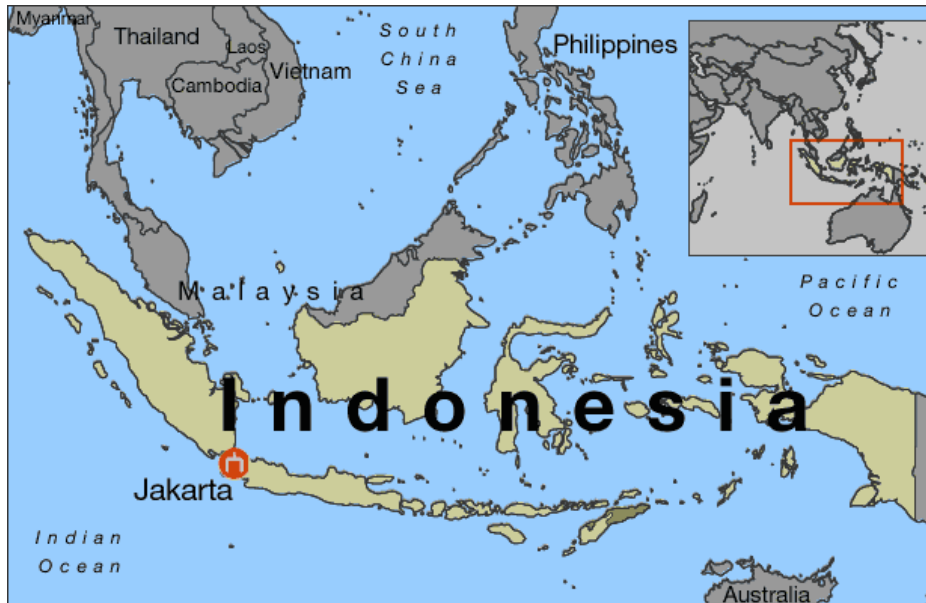 Myanmar
Thailand
Laos
Cambodia
Vietnam
South
China
Sea
Philippines
Malaysia
Pacific
Ocean
Indonesia
Jakarta
Indian
Ocean
Australia